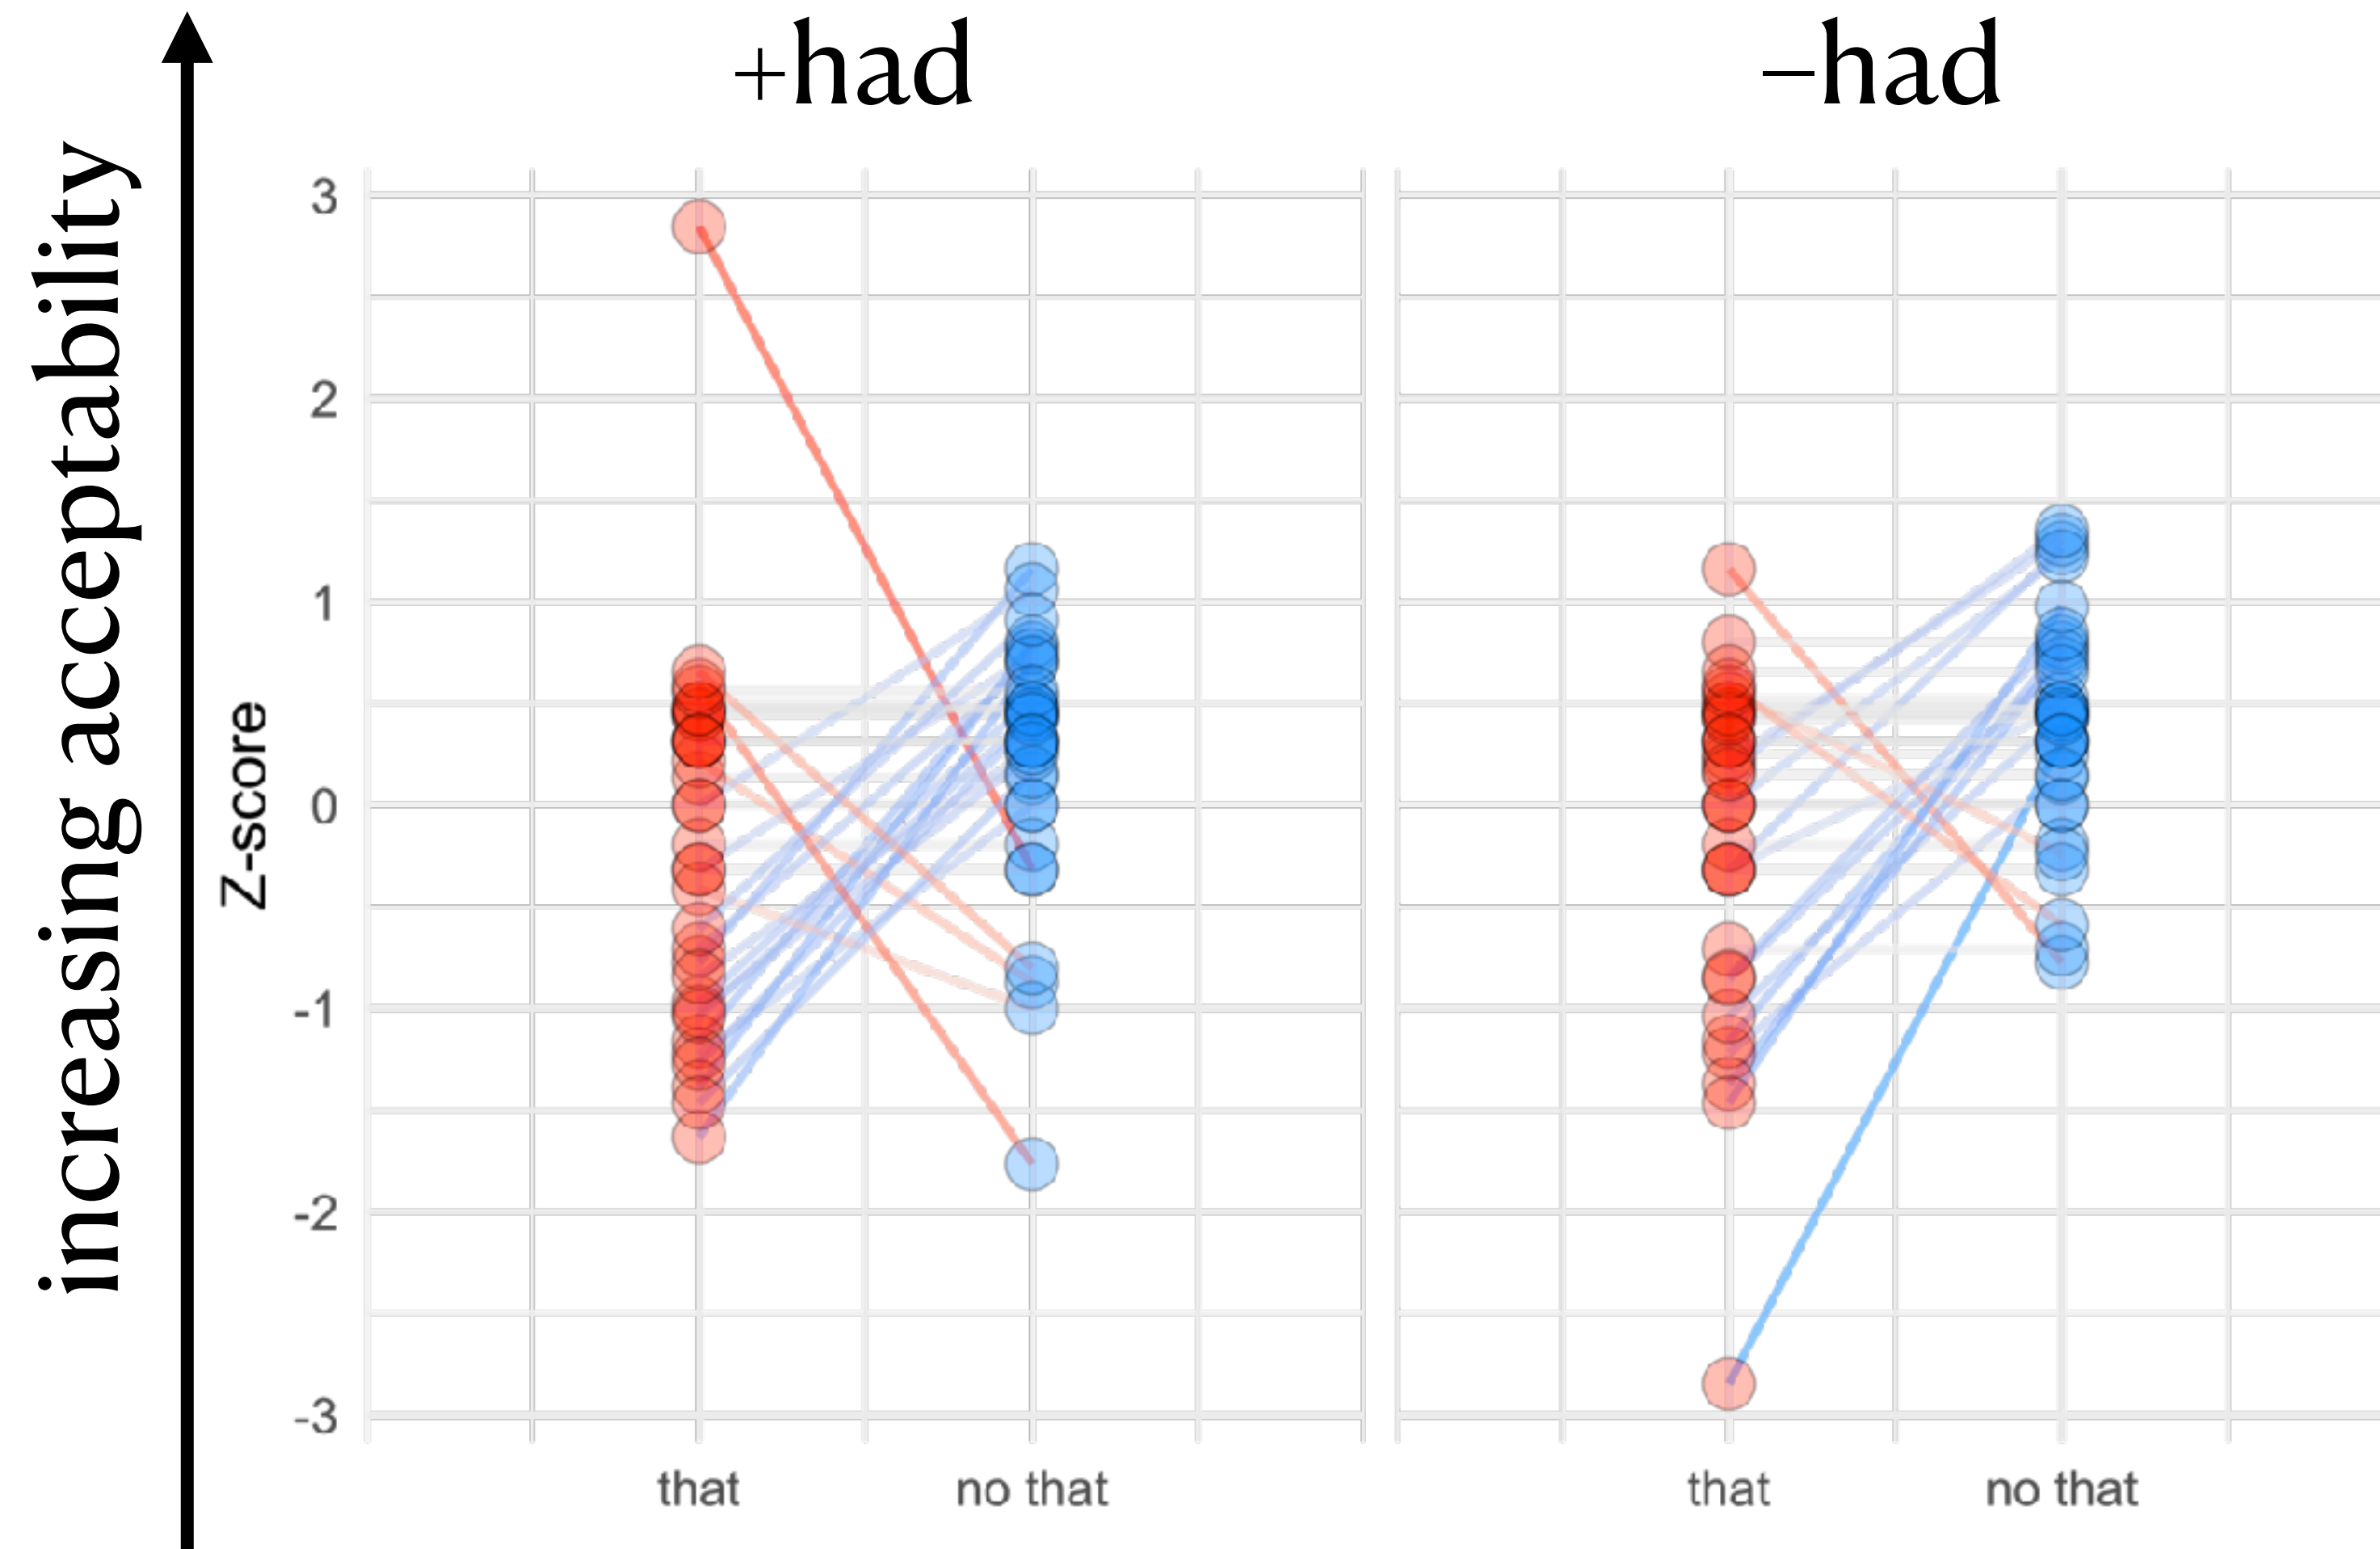 +had
–had
increasing acceptability
Z-score
3
2
1
0
-1
-2
-3
that
no that
that
no that